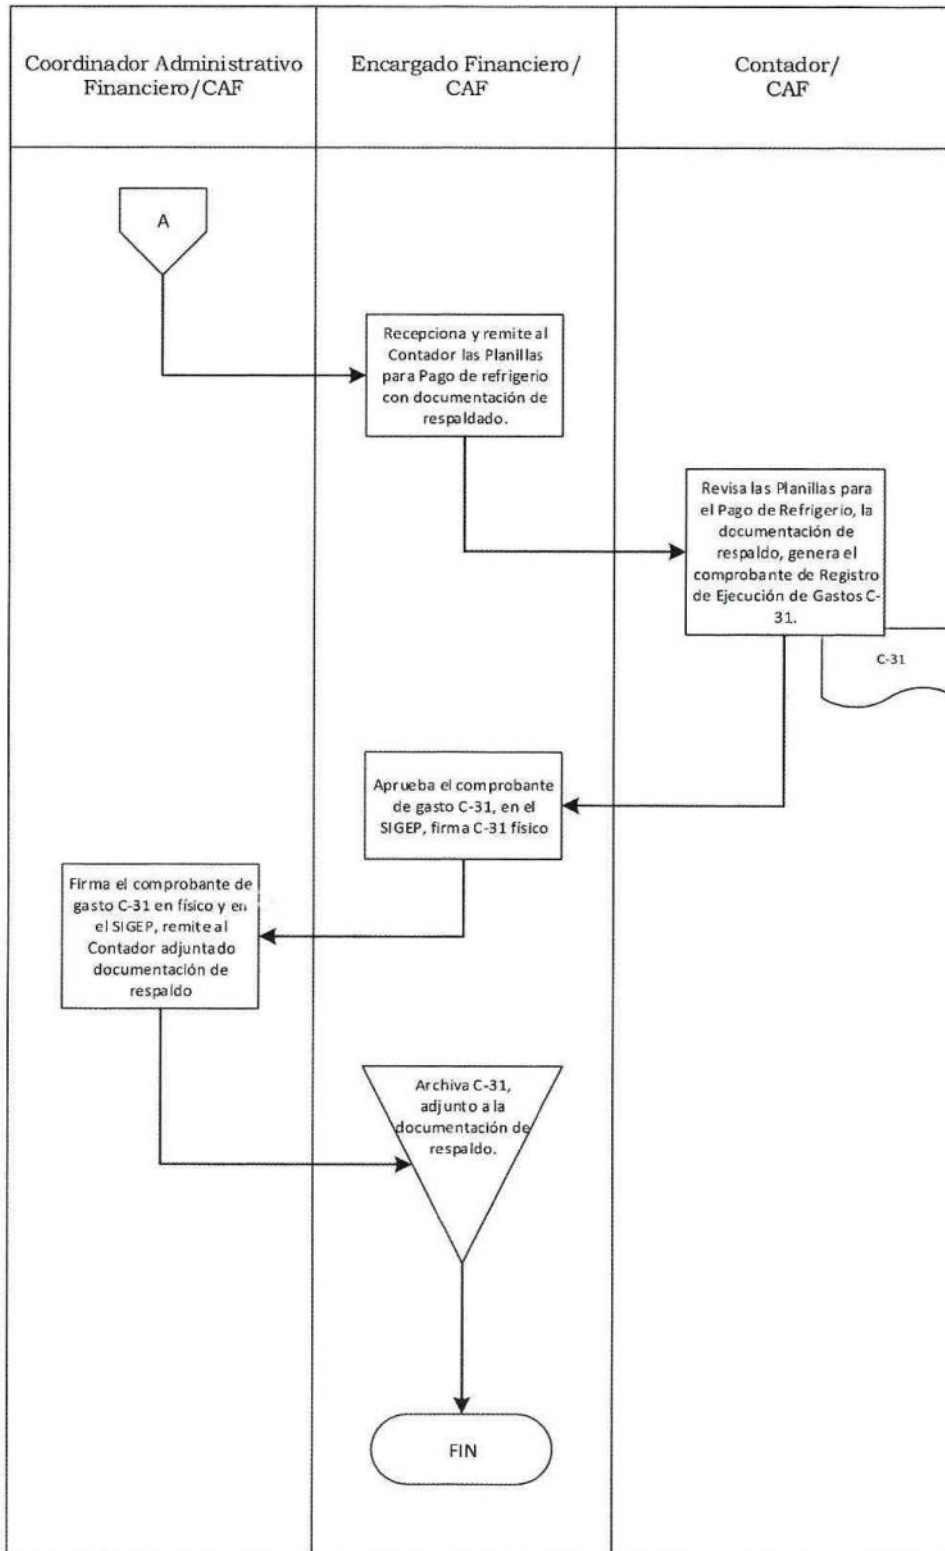 Coordinador Administrativo
Financiero/CAF
Encargado Financiero/
CAF
Contador/
CAF
A
Recepciona y remite al
Contador las Planillas
para Pago de refrigerio
con documentación de
respaldado.
Revisa las Planillas para
el Pago de Refrigerio, la
documentación de
respaldo, genera el
comprobante de Registro
de Ejecución de Gastos C-
31.
C-31
Aprueba el comprobante
de gasto C-31, en el
SIGEP, firma C-31 físico
Firma el comprobante de
gasto C-31 en físico y en
el SIGEP, remite al
Contador adjuntado
documentación de
respaldo
Archiva C-31,
adjunto a la
documentación de
respaldo.
FIN